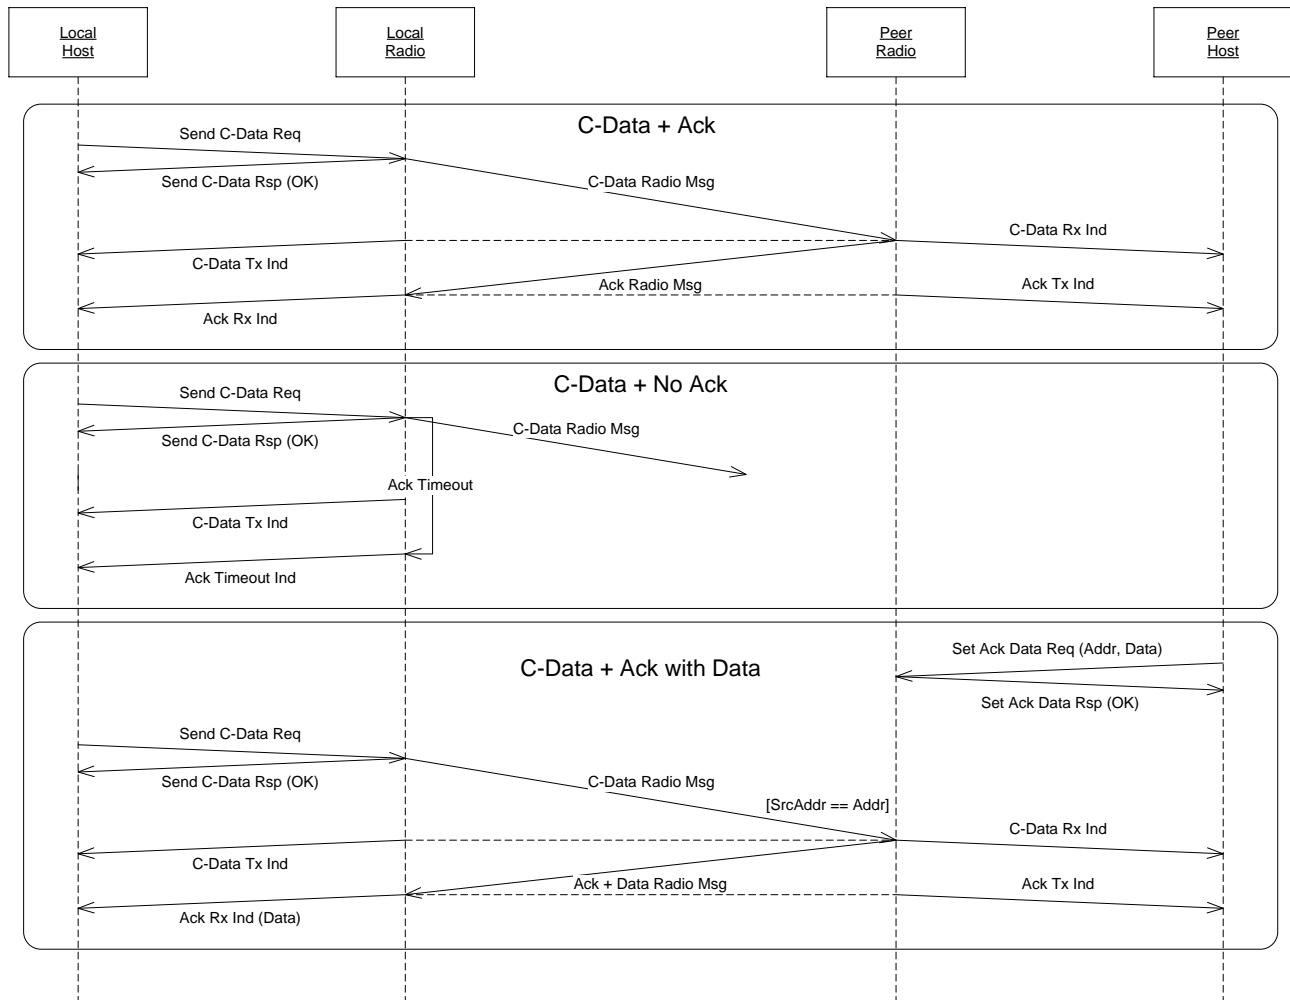 Local
Host
Local
Radio
Peer
Radio
Peer
Host
C-Data + Ack
Send C-Data Req
Send C-Data Rsp (OK)
C-Data Radio Msg
C-Data Rx Ind
C-Data Tx Ind
Ack Radio Msg
Ack Tx Ind
Ack Rx Ind
C-Data + No Ack
Send C-Data Req
C-Data Radio Msg
Send C-Data Rsp (OK)
Ack Timeout
C-Data Tx Ind
Ack Timeout Ind
Set Ack Data Req (Addr, Data)
C-Data + Ack with Data
Set Ack Data Rsp (OK)
Send C-Data Req
Send C-Data Rsp (OK)
C-Data Radio Msg
[SrcAddr == Addr]
C-Data Rx Ind
C-Data Tx Ind
Ack + Data Radio Msg
Ack Tx Ind
Ack Rx Ind (Data)